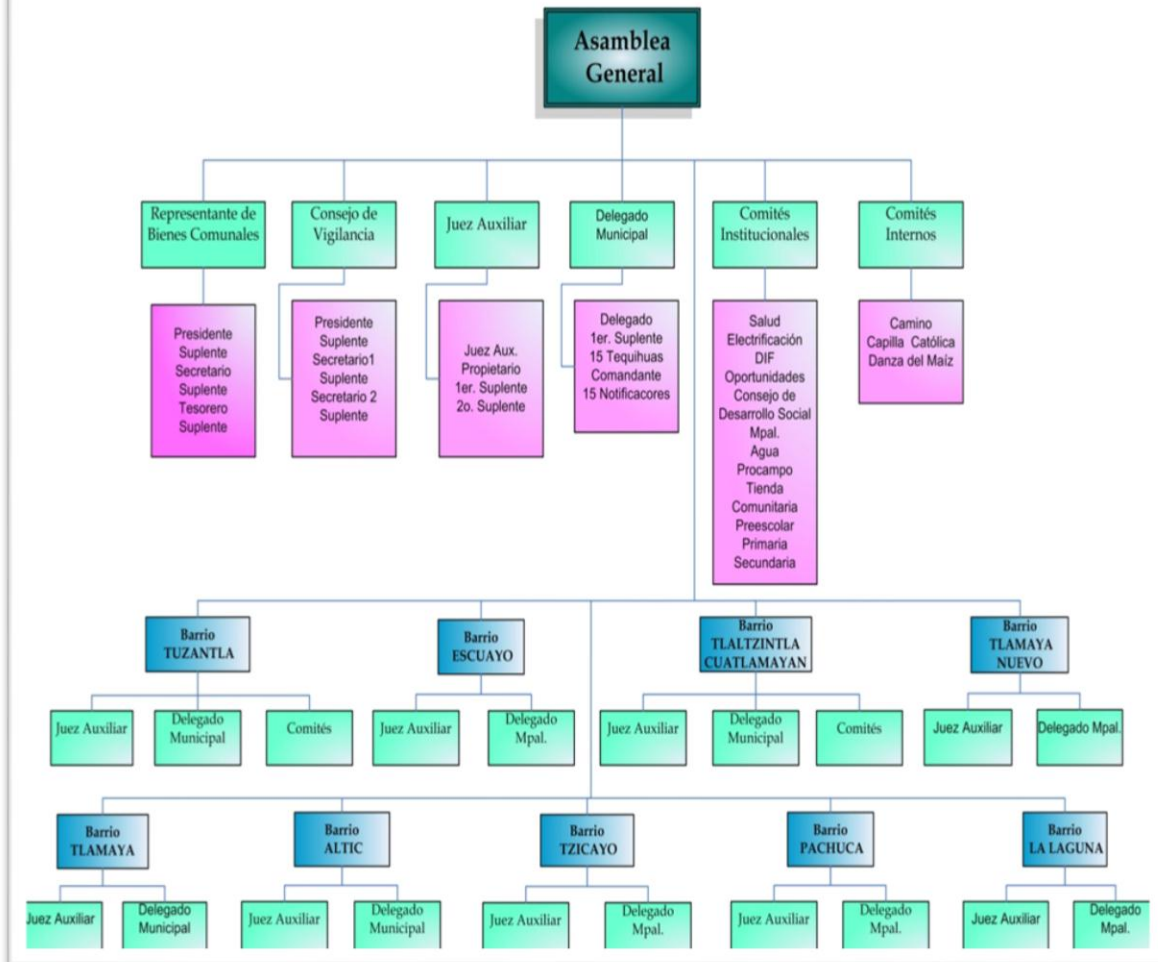 Asamblea
General
Representante de
Bienes Comunales
Consejo de
Vigilancia
Juez Auxiliar
Delegado
Municipal
Comités
Institucionales
Comités
Internos
Presidente
Suplente
Secretario
Suplente
Tesorero
Suplente
Presidente
Suplente
Secretario1
Suplente
Secretario 2
Suplente
Juez Aux.
Propietario
1er. Suplente
2o. Suplente
Delegado
1er. Suplente
15 Tequihuas
Comandante
15 Notificacores
Salud
Electrificación
DIF
Oportunidades
Consejo de
Desarrollo Social
Mpal.
Agua
Procampo
Tienda
Comunitaria
Preescolar
Primaria
Secundaria
Camino
Capilla Católica
Danza del Maíz
Barrio
TUZANTLA
Barrio
ESCUAYO
Barrio
TLALTZINTLA
CUATLAMAYAN
Barrio
TLAMAYA
NUEVO
Juez Auxiliar
Delegado
Municipal
Comités
Juez Auxiliar
Delegado
Mpal.
Juez Auxiliar
Delegado
Municipal
Comités
Juez Auxiliar
Delegado Mpal.
Barrio
TLAMAYA
Barrio
ALTIC
Barrio
TZICAYO
Barrio
PACHUCA
Barrio
LA LAGUNA
Juez Auxiliar
Delegado
Municipal
Juez Auxiliar
Delegado
Municipal
Juez Auxiliar
Delegado
Mpal.
Juez Auxiliar
Delegado
Mpal.
Juez Auxiliar
Delegado
Mpal.